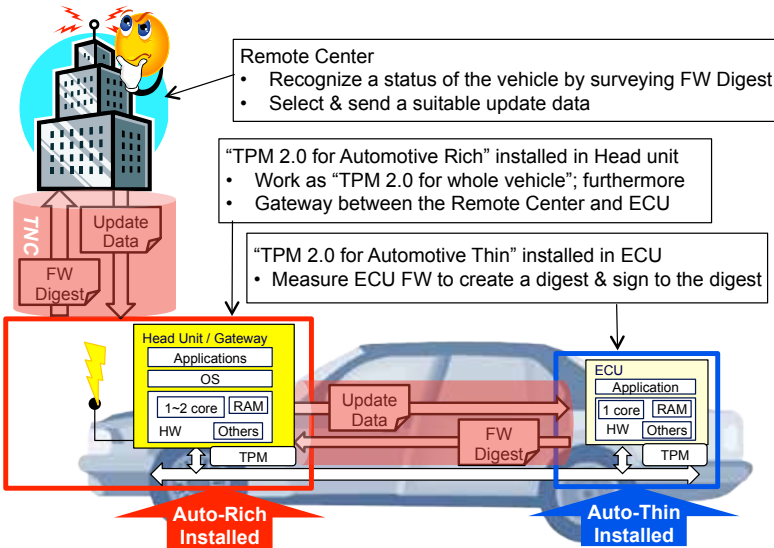 Remote Center
• Recognize a status of the vehicle by surveying FW Digest
• Select & send a suitable update data
“TPM 2.0 for Automotive Rich” installed in Head unit
• Work as “TPM 2.0 for whole vehicle”; furthermore
• Gateway between the Remote Center and ECU
“TPM 2.0 for Automotive Thin” installed in ECU
• Measure ECU FW to create a digest & sign to the digest
TNC
Update
Data
FW
Digest
Head Unit / Gateway
Applications
OS
1~2 core
RAM
HW
Others
TPM
Update
Data
FW
Digest
ECU
Application
1 core
RAM
HW
Others
TPM
Auto-Rich
Installed
Auto-Thin
Installed